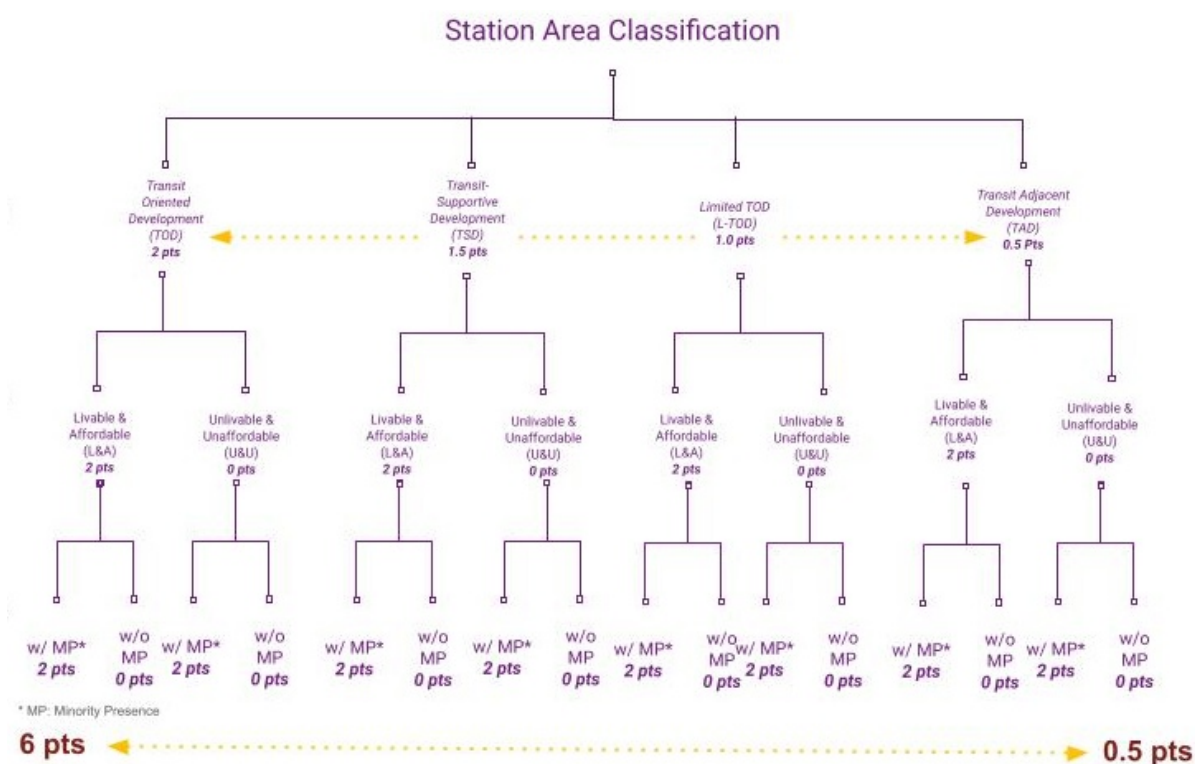 Station Area Classification
Transit
Oriented
Development
(TOD)
2 pts
Transit-
Supportive
Development
(TSD)
1.5 pts
Limited TOD
(L-TOD)
1.0 pts
Transit Adjacent
Development
(TAD)
0.5 Pts
Livable &
Affordable
(L&A)
2 pts
Unlivable &
Unaffordable
(U&U)
0 pts
Livable &
Affordable
(L&A)
2 pts
Unlivable &
Unaffordable
(U&U)
0 pts
Livable &
Affordable
(L&A)
2 pts
Unlivable &
Unaffordable
(U&U)
0 pts
Livable &
Affordable
(L&A)
2 pts
Unlivable &
Unaffordable
(U&U)
0 pts
w/ MP*
2 pts
w/o
MP
0 pts
w/ MP*
2 pts
w/o
MP
0 pts
w/ MP*
2 pts
w/o
MP
0 pts
w/ MP*
2 pts
w/o
MP
0 pts
w/ MP*
2 pts
w/o
MP
0 pts
w/ MP*
2 pts
w/o
MP
0 pts
w/ MP*
2 pts
w/o
MP
0 pts
w/ MP*
2 pts
w/o
MP
0 pts
* MP: Minority Presence
6 pts
0.5 pts